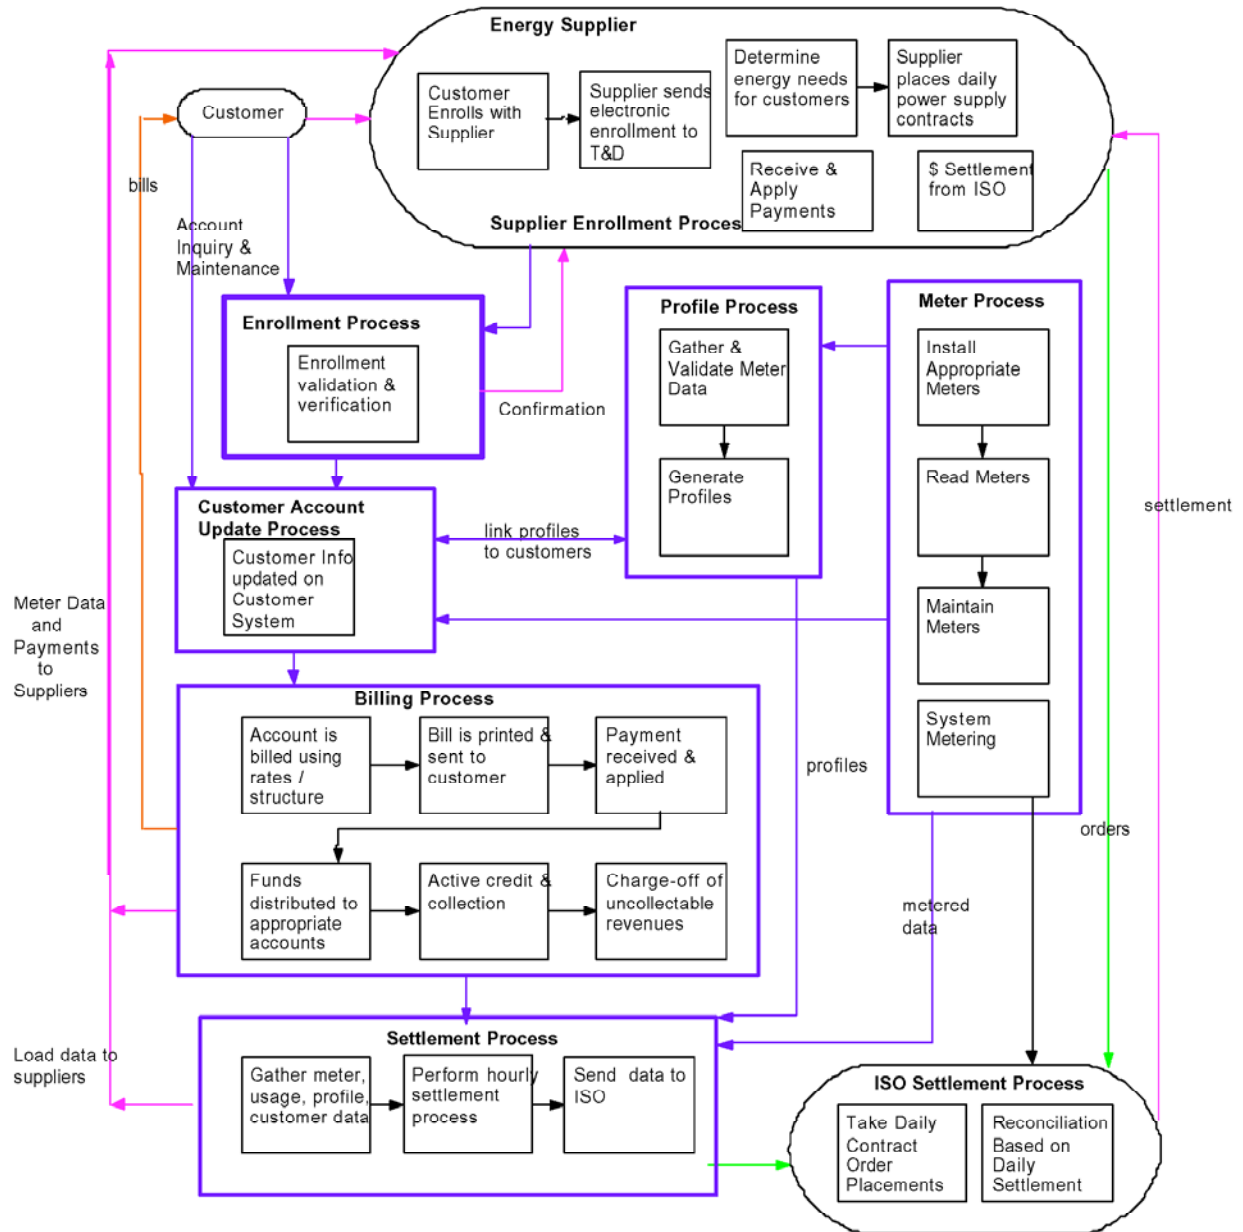 Energy Supplier
Customer
Enrolls with
Supplier
Supplier sends
electronic
enrollment to
T&D
Determine
energy needs
for customers
Supplier
places daily
power supply
contracts
Receive &
Apply
Payments
$ Settlement
from ISO
Supplier Enrollment Proces
Customer
bills
Account
Inquiry &
Maintenance
Enrollment Process
Enrollment
validation &
verification
Confirmation
Profile Process
Gather &
Validate Meter
Data
Generate
Profiles
Meter Process
Install
Appropriate
Meters
Read Meters
Maintain
Meters
System
Metering
settlement
Customer Account
Update Process
Customer Info
updated on
Customer
System
link profiles
to customers
Meter Data
and
Payments
to
Suppliers
Billing Process
Account is
billed using
rates /
structure
Bill is printed &
sent to
customer
Payment
received &
applied
Funds
distributed to
appropriate
accounts
Active credit &
collection
Charge-off of
uncollectable
revenues
profiles
orders
metered
data
Settlement Process
Gather meter,
usage, profile,
customer data
Perform hourly
settlement
process
Send data to
ISO
Load data to
suppliers
ISO Settlement Process
Take Daily
Contract
Order
Placements
Reconciliation
Based on
Daily
Settlement